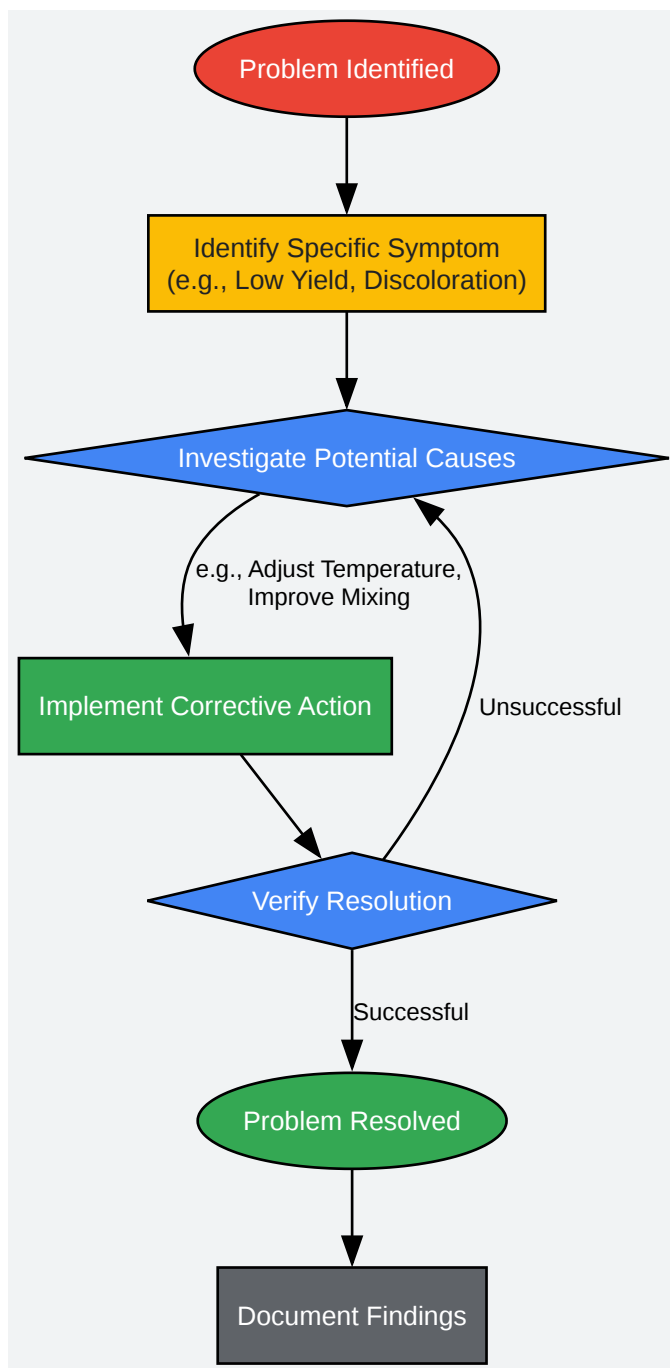 Problem Identified
Identify Specific Symptom
(e.g., Low Yield, Discoloration)
Investigate Potential Causes
e.g., Adjust Temperature,
Improve Mixing
Implement Corrective Action
Unsuccessful
Verify Resolution
Successful
Problem Resolved
Document Findings